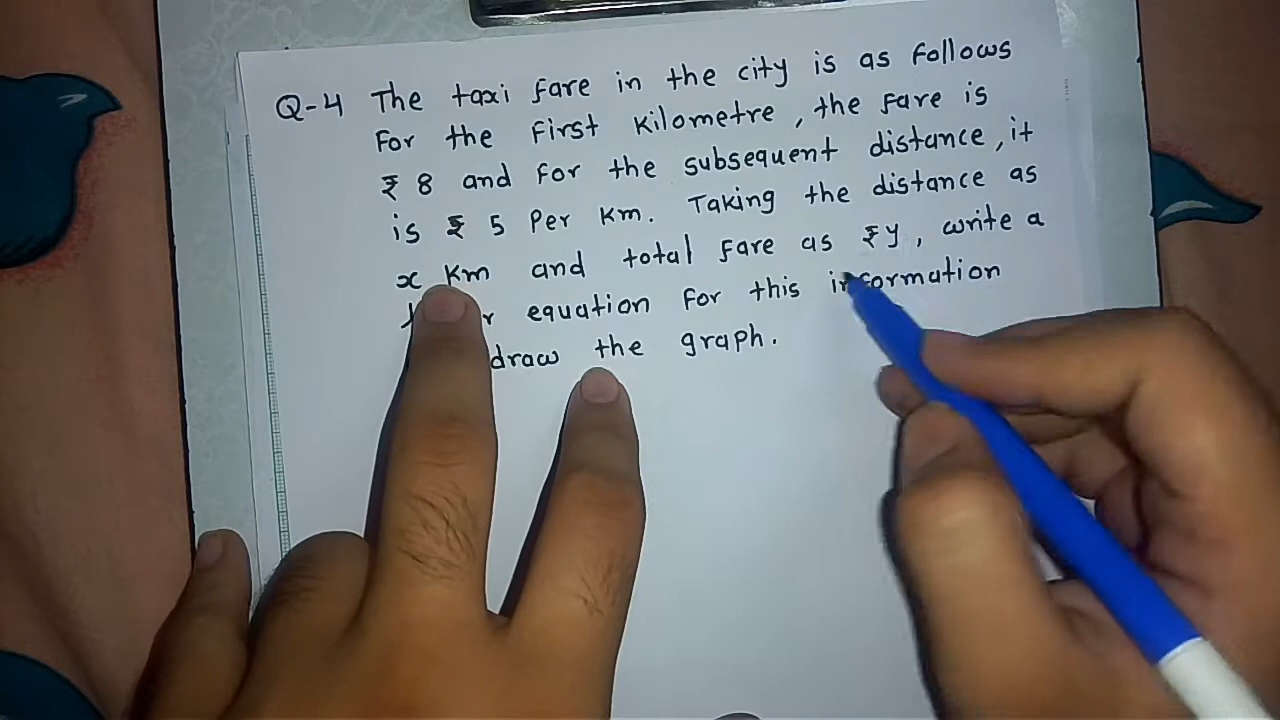 Q-4 The taxi fare in the city is as follows
For the first kilometre, the fare is
₹ 8 and for the subsequent distance, it
is ₹ 5 Per km. Taking the distance as
x km and total fare as ₹y, write a
equation for this information
draw the graph.